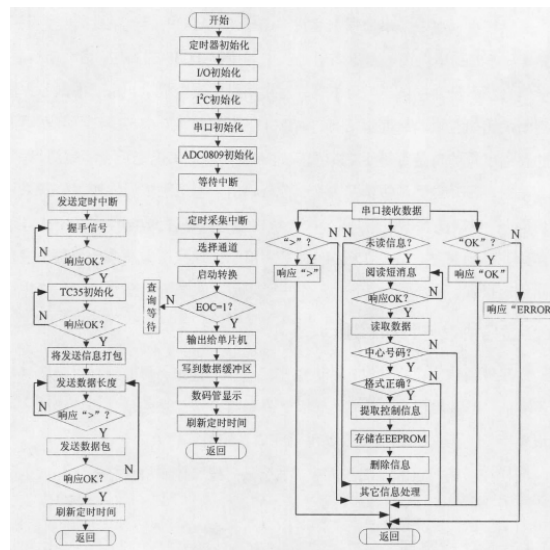 开始
定时器初始化
I/O初始化
I²C初始化
串口初始化
ADC0809初始化
等待中断
发送定时中断
握手信号
N
响应OK？
Y
TC35初始化
N
响应OK？
Y
将发送信息打包
发送数据长度
N
响应“>”？
Y
发送数据包
响应OK？
N
Y
刷新定时时间
返回
定时采集中断
选择通道
启动转换
查询等待
N
EOC=1？
Y
输出给单片机
写到数据缓冲区
数码管显示
刷新定时时间
返回
串口接收数据
“>”？
N
Y
响应“>”
N
未读信息？
Y
“OK”？
N
Y
响应“OK”
响应“ERROR
阅读短消息
响应OK？
N
Y
读取数据
中心号码？
N
Y
格式正确？
N
Y
提取控制信息
存储在EEPROM
删除信息
其它信息处理
返回